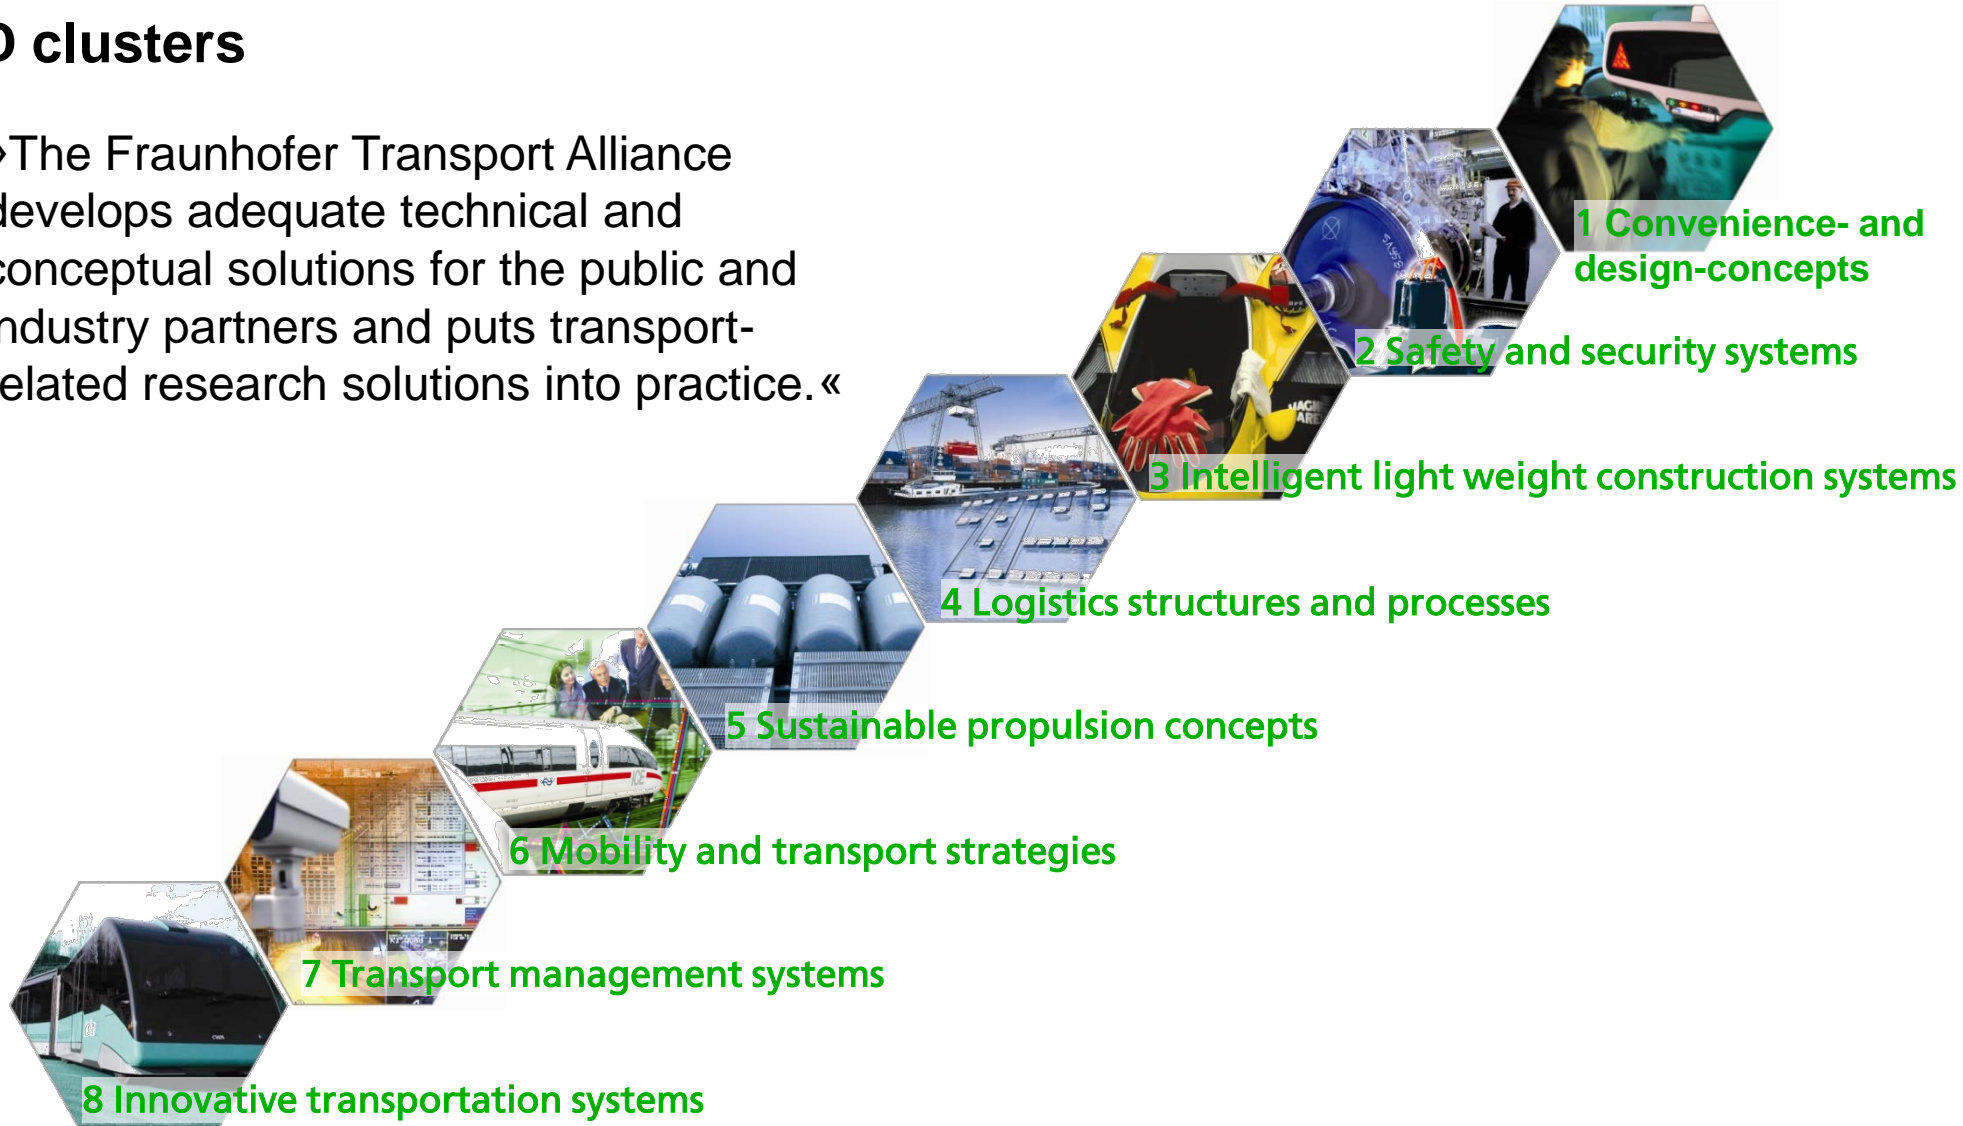 D clusters
»The Fraunhofer Transport Alliance
develops adequate technical and
conceptual solutions for the public and
industry partners and puts transport-
related research solutions into practice.«
1 Convenience- and
design-concepts
2 Safety and security systems
3 Intelligent light weight construction systems
4 Logistics structures and processes
5 Sustainable propulsion concepts
6 Mobility and transport strategies
7 Transport management systems
8 Innovative transportation systems
ICE